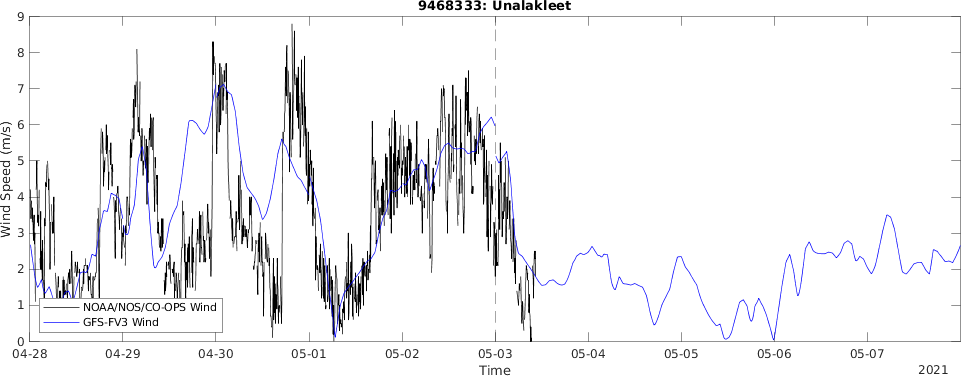 9468333: Unalakleet
Wind Speed (m/s)
9
8
7
6
5
4
3
2
1
0
NOAA/NOS/CO-OPS Wind
GFS-FV3 Wind
04-28 04-29 04-30 05-01 05-02 05-03 05-04 05-05 05-06 05-07
Time
2021